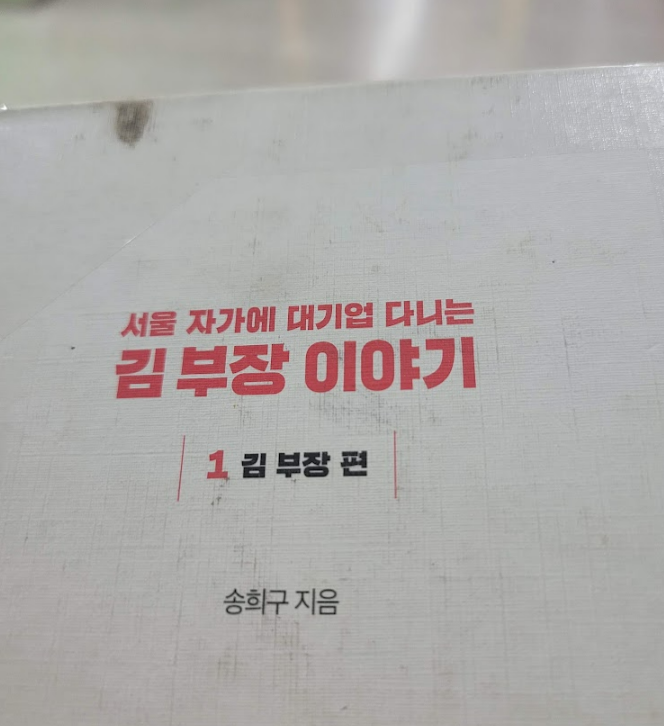 서울 자가에 대기업 다니는
김 부장 이야기
1 김 부장 편
송희구 지음